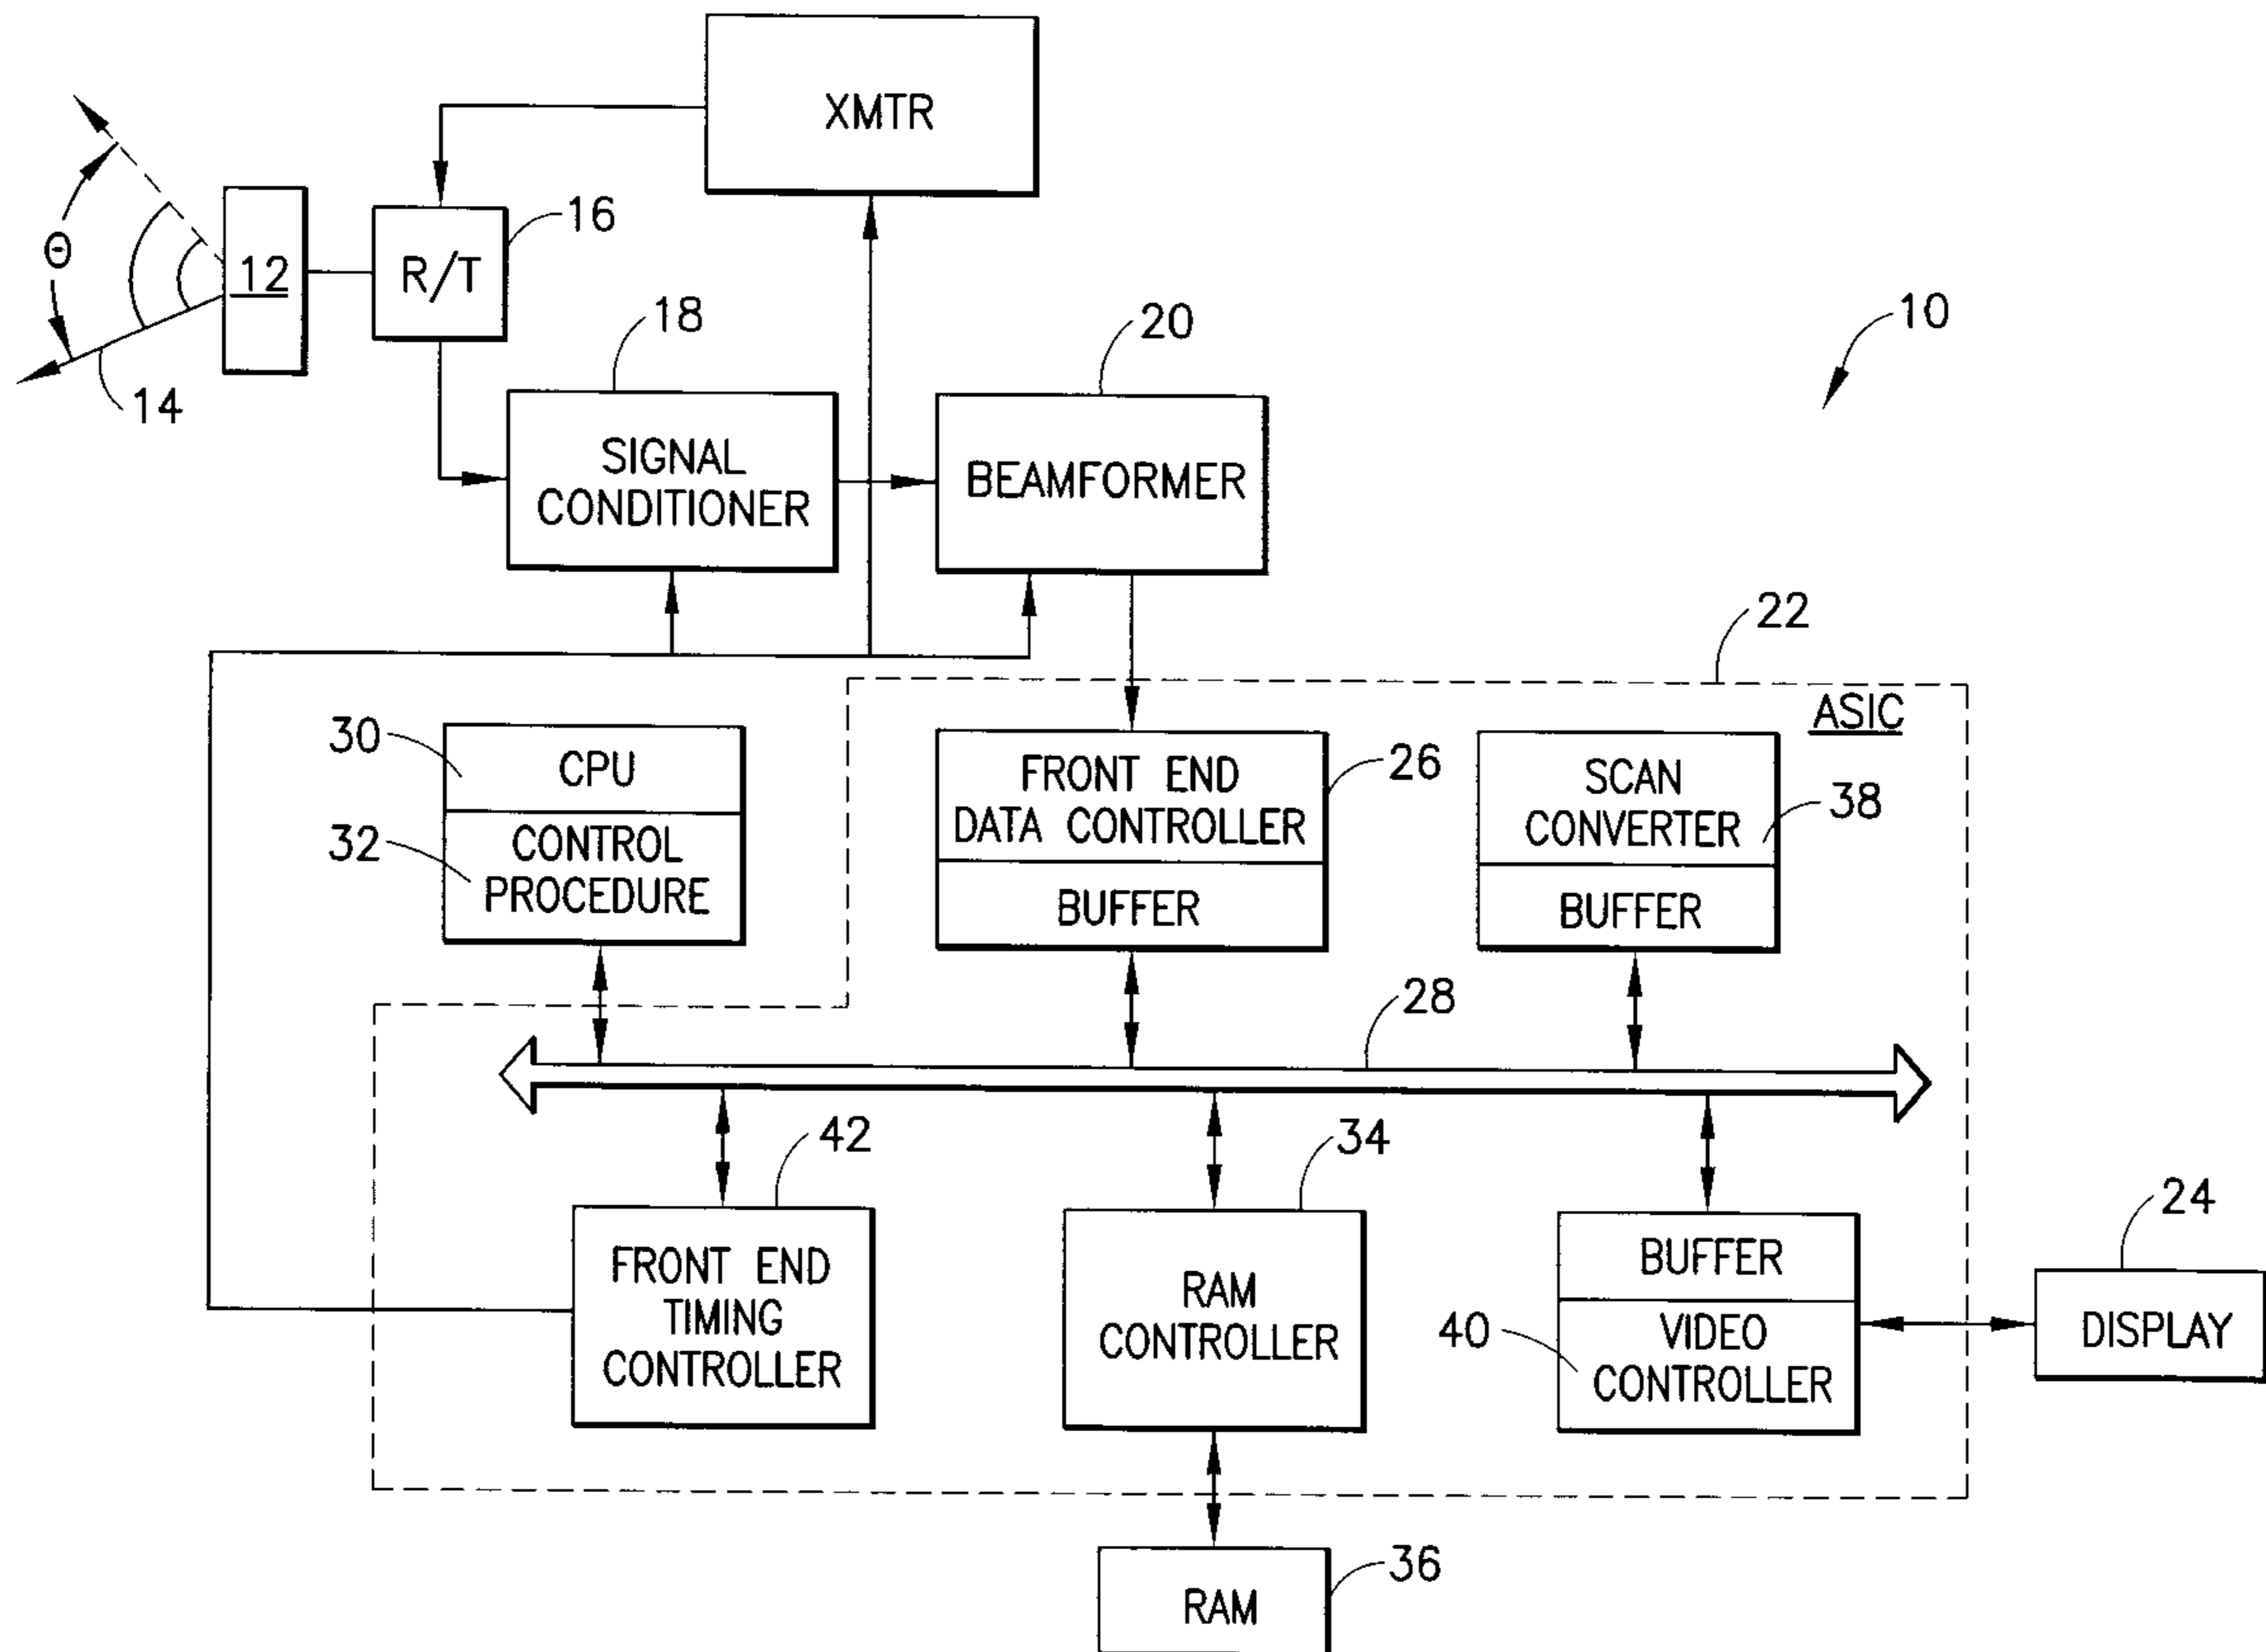 XMTR
Θ
12
R/T
16
14
18
SIGNAL
CONDITIONER
20
BEAMFORMER
10
22
ASIC
30
CPU
32
CONTROL
PROCEDURE
FRONT END
DATA CONTROLLER
BUFFER
26
SCAN
CONVERTER
BUFFER
38
28
42
FRONT END
TIMING
CONTROLLER
34
RAM
CONTROLLER
BUFFER
40
VIDEO
CONTROLLER
24
DISPLAY
36
RAM